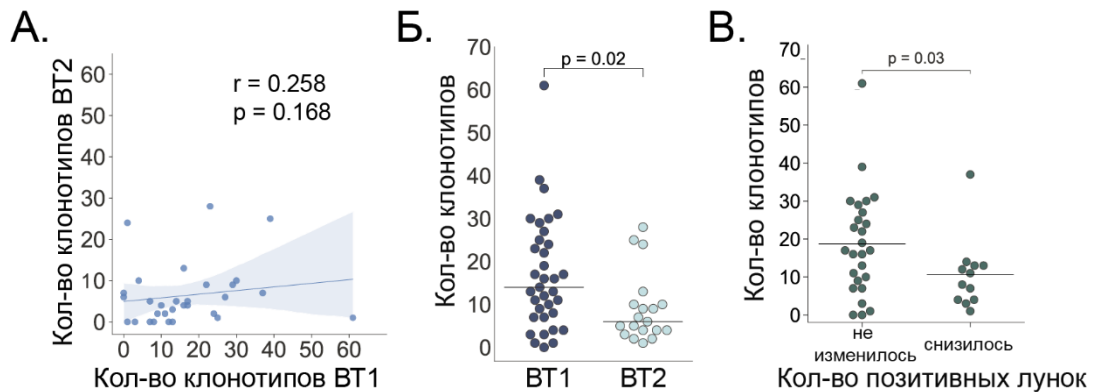 А.
Кол-во клонотипов ВТ2
60
50
40
30
20
10
0
r = 0.258
p = 0.168
0 10 20 30 40 50 60
Кол-во клонотипов ВТ1
Б.
Кол-во клонотипов
70
60
50
40
30
20
10
0
p = 0.02
ВТ1 ВТ2
В.
Кол-во клонотипов
70
60
50
40
30
20
10
0
p = 0.03
не
изменилось
снизилось
Кол-во позитивных лунок